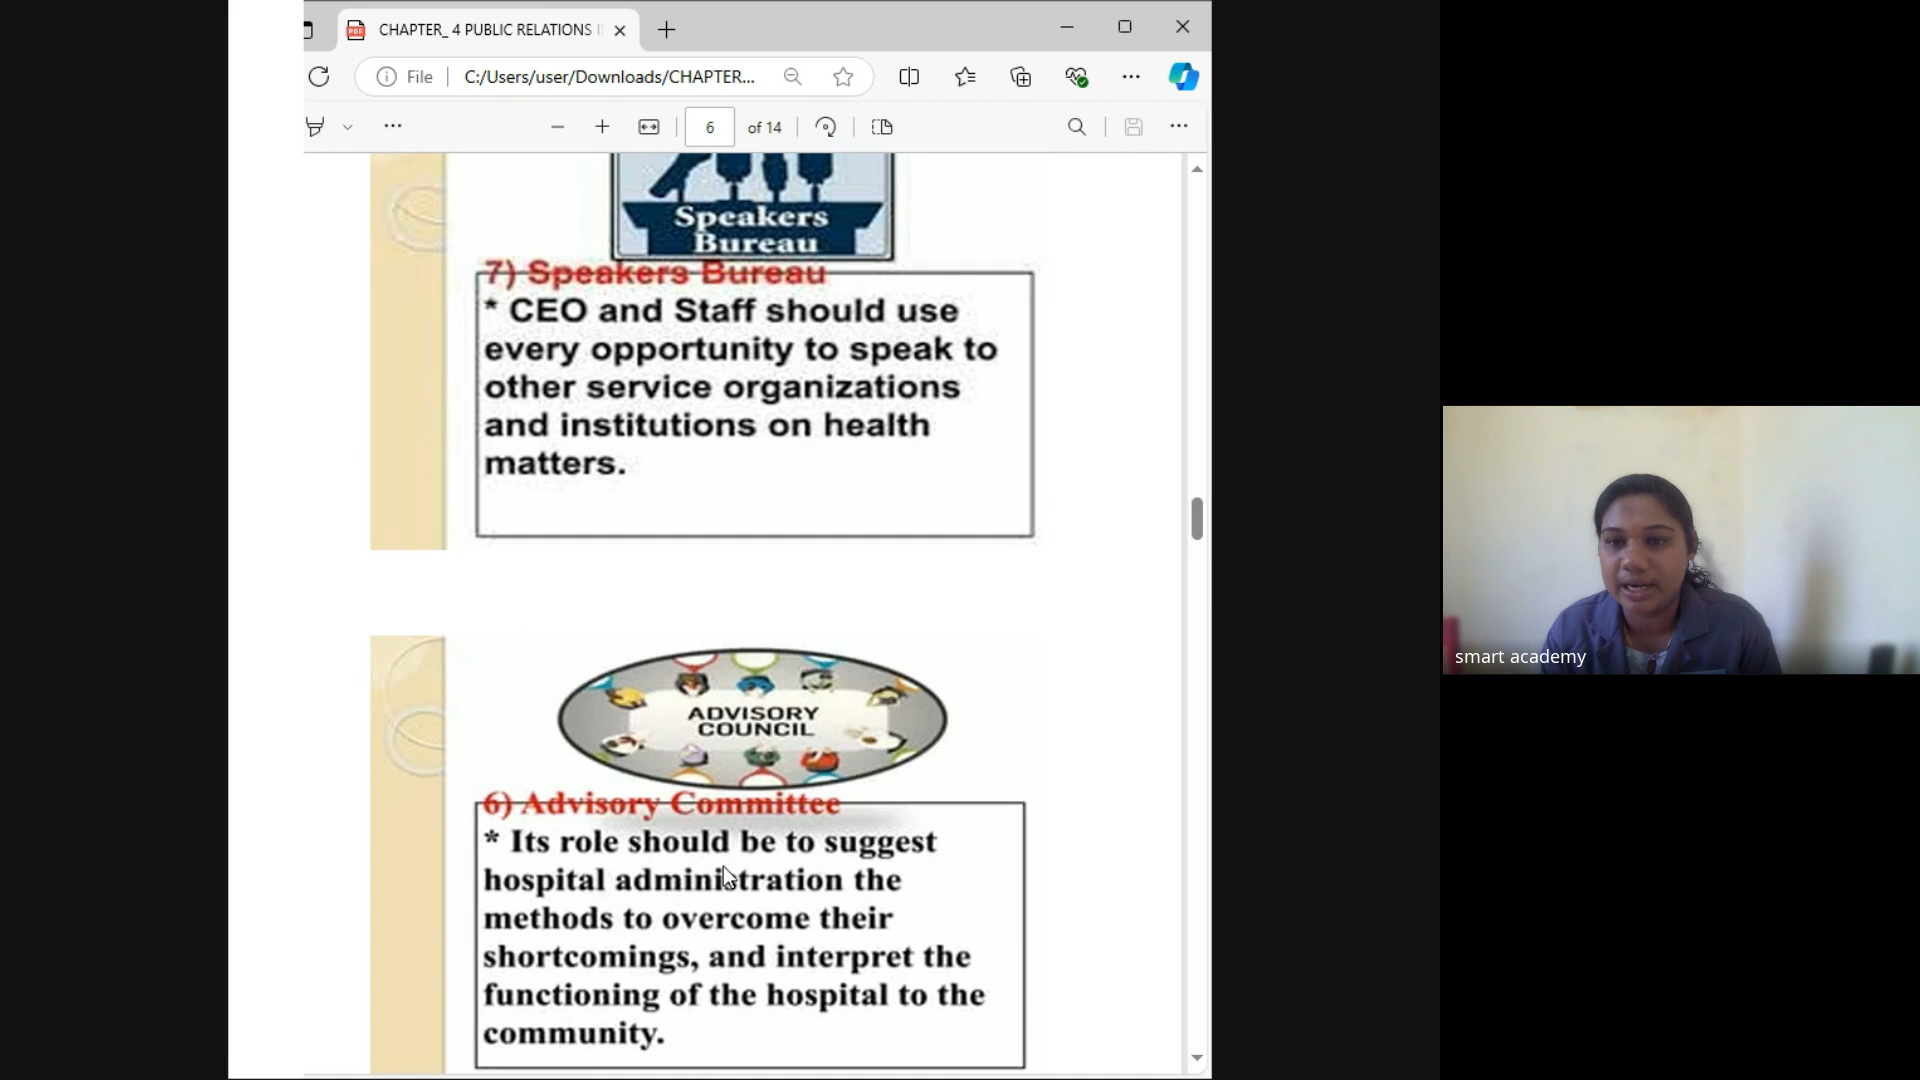 CHAPTER_ 4 PUBLIC RELATIONS
File
C:/Users/user/Downloads/CHAPTER...
6 of 14
Speakers
Bureau
7) Speakers Bureau
* CEO and Staff should use
every opportunity to speak to
other service organizations
and institutions on health
matters.
ADVISORY
COUNCIL
6) Advisory Committee
* Its role should be to suggest
hospital administration the
methods to overcome their
shortcomings, and interpret the
functioning of the hospital to the
community.
smart academy